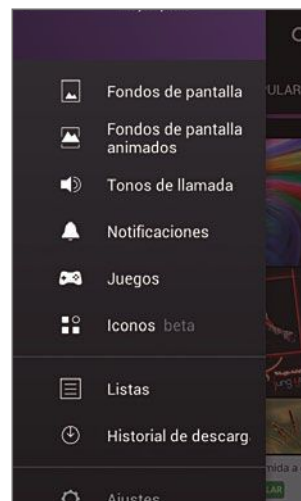 Fondos de pantalla
Fondos de pantalla
animados
Tonos de llamada
Notificaciones
Juegos
Iconos beta
Listas
Historial de descarg.
Ajustes